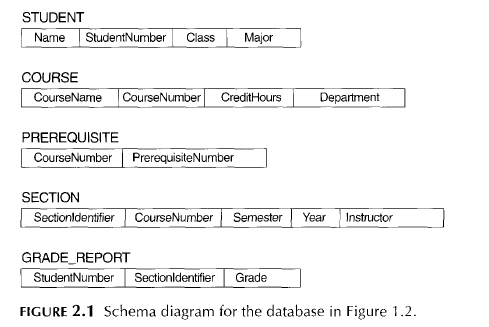 STUDENT
Name StudentNumber Class Major
COURSE
CourseName CourseNumber CreditHours Department
PREREQUISITE
CourseNumber PrerequisiteNumber
SECTION
SectionIdentifier CourseNumber Semester Year Instructor
GRADE_REPORT
StudentNumber SectionIdentifier Grade
FIGURE 2.1 Schema diagram for the database in Figure 1.2.